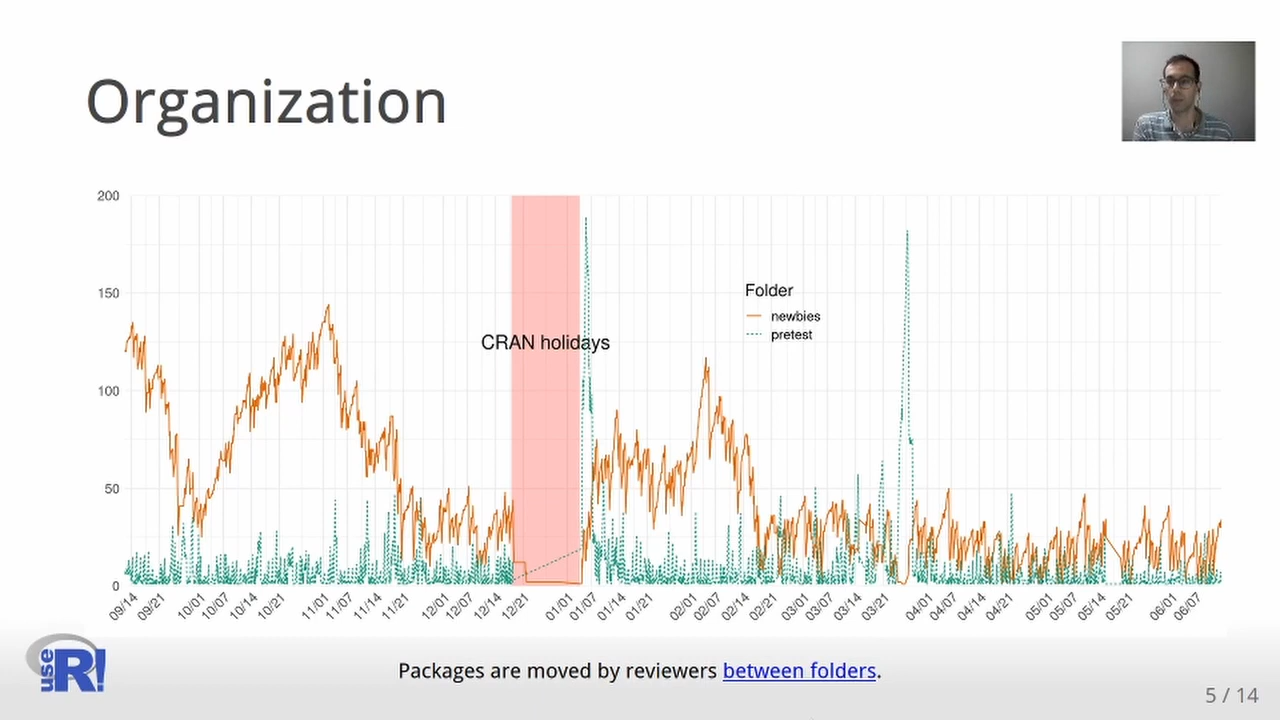 Organization
200
150
100
50
0
CRAN holidays
Folder
newbies
pretest
09/14 09/21 10/01 10/07 10/14 10/21 11/01 11/07 11/14 11/21 12/01 12/07 12/14 12/21 01/01 01/07 01/14 01/21 02/01 02/07 02/14 02/21 03/01 03/07 03/14 03/21 04/01 04/07 04/14 04/21 05/01 05/07 05/14 05/21 06/01 06/07
use R!
Packages are moved by reviewers between folders.
5 / 14